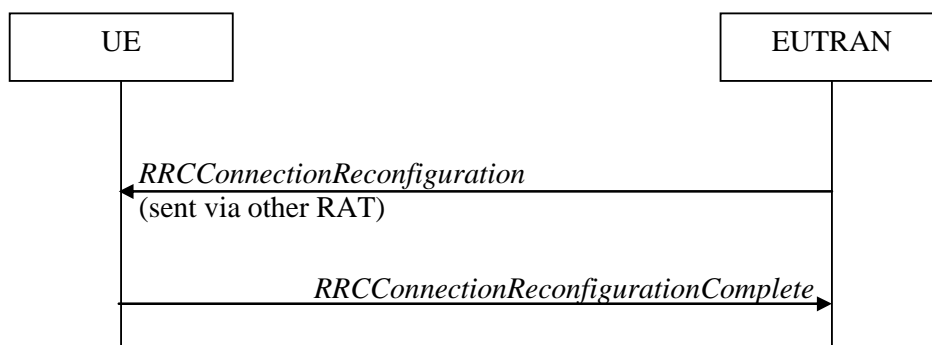 UE
EUTRAN
RRCConnectionReconfiguration
(sent via other RAT)
RRCConnectionReconfigurationComplete